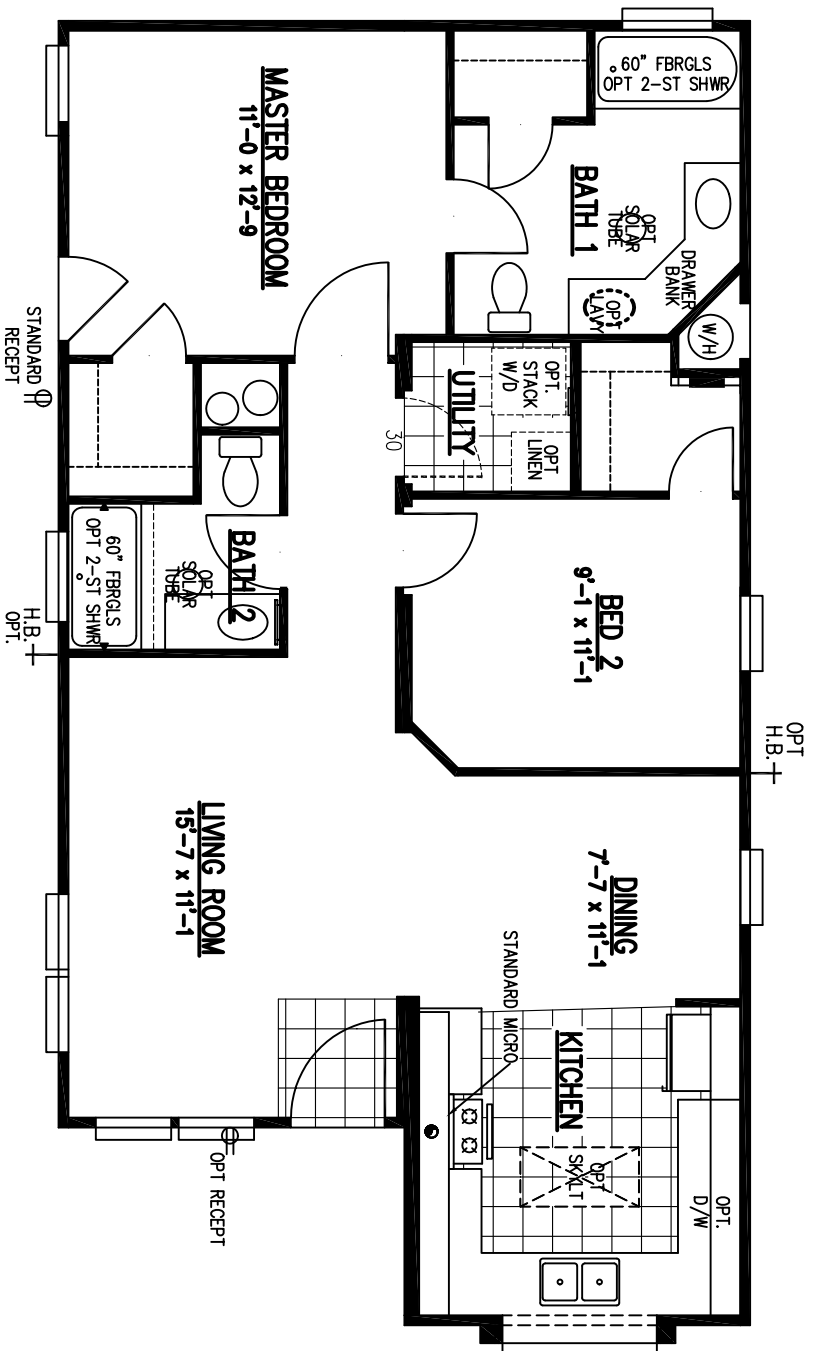 60" FBRGLS
OPT 2-ST SHWR
MASTER BEDROOM
11'-0 x 12'-9
BATH 1
OPT
SOLAR
TUBE
DRAWER
BANK
OPT
LAVY
W/H
STANDARD
RECEPT
UTILITY
OPT.
STACK
W/D
OPT
LINEN
30
BATH 2
OPT
SOLAR
TUBE
60" FBRGLS
OPT 2-ST SHWR
H.B.
OPT.
BED 2
9'-1 x 11'-1
OPT
H.B.
LIVING ROOM
15'-7 x 11'-1
DINING
7'-7 x 11'-1
STANDARD MICRO
KITCHEN
OPT
SKYLT
OPT.
D/W
OPT RECEPT